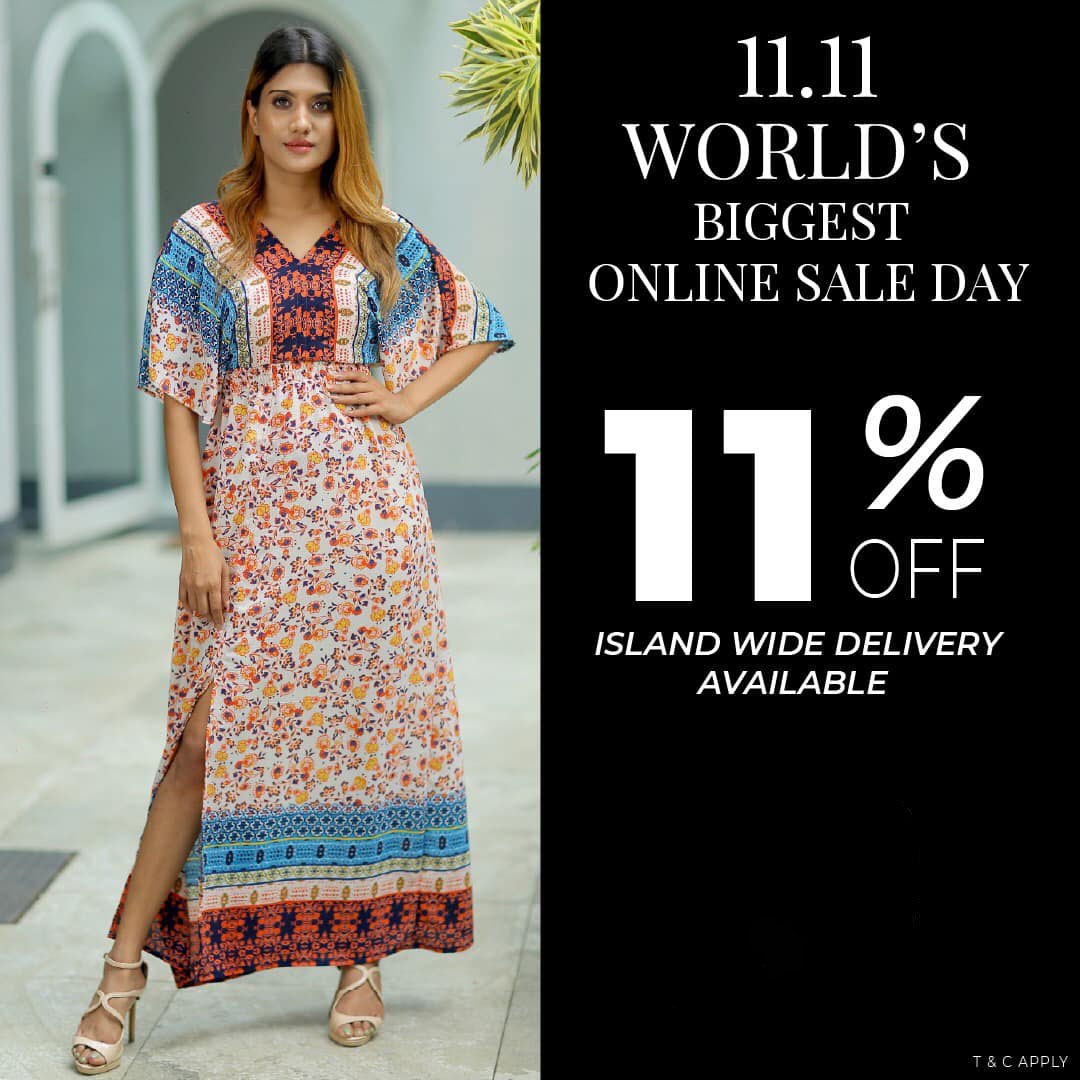 11.11
WORLD’S
BIGGEST
ONLINE SALE DAY
11%
OFF
ISLAND WIDE DELIVERY
AVAILABLE
T & C APPLY